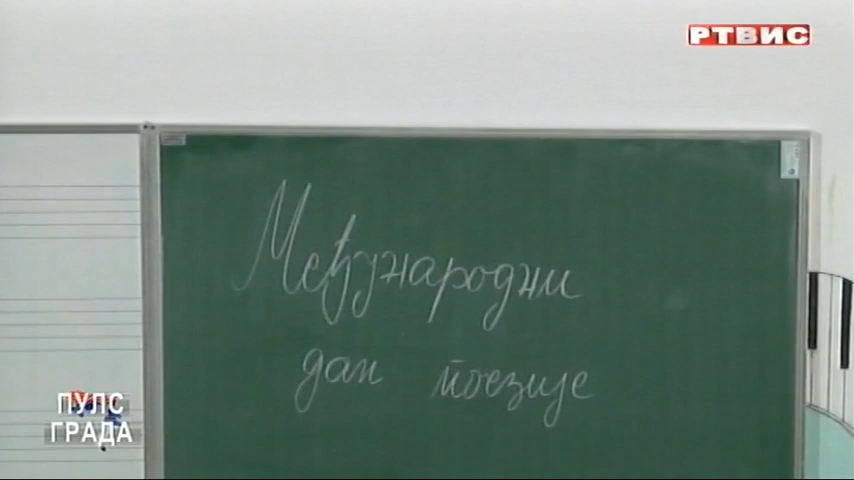 РТВИС
Међународни
дан поезије
ПУЛС
ГРАДА